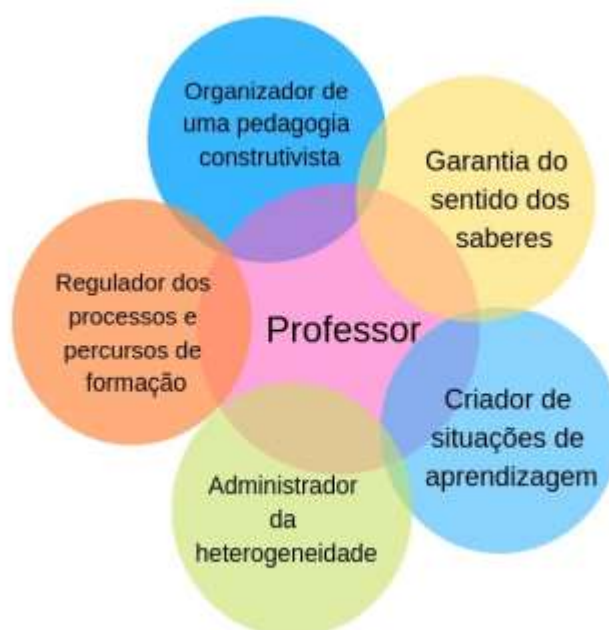 Organizador de
uma pedagogia
construtivista
Garantia do
sentido dos
saberes
Regulador dos
processos e
percursos de
formação
Professor
Criador de
situações de
aprendizagem
Administrador
da
heterogeneidade